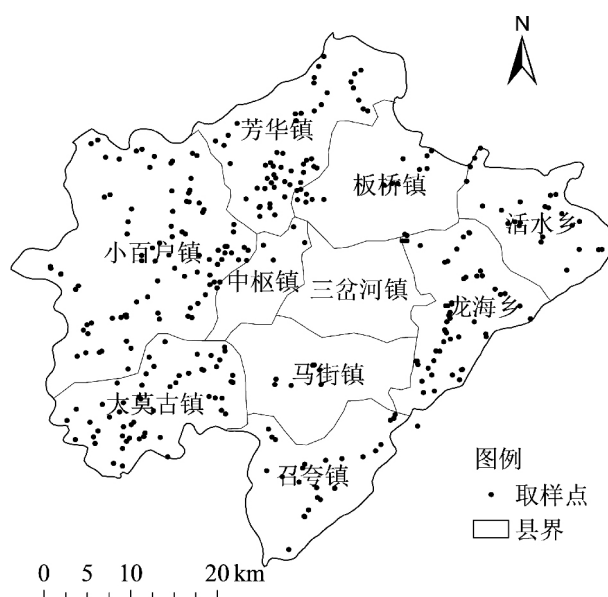 N
芳华镇
板桥镇
活水乡
小百户镇
中枢镇
三岔河镇
龙海乡
马街镇
大莫古镇
召夸镇
图例
取样点
县界
0 5 10 20 km